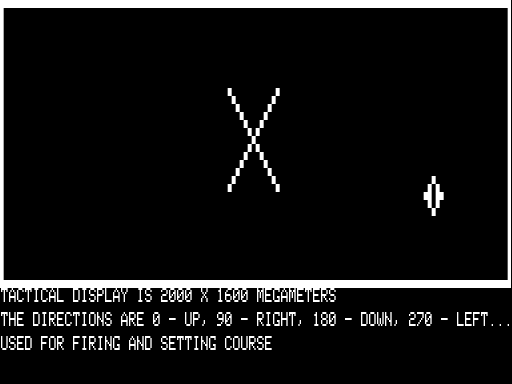 TACTICAL DISPLAY IS 2000 X 1600 MEGAMETERS
THE DIRECTIONS ARE 0 - UP, 90 - RIGHT, 180 - DOWN, 270 - LEFT...
USED FOR FIRING AND SETTING COURSE